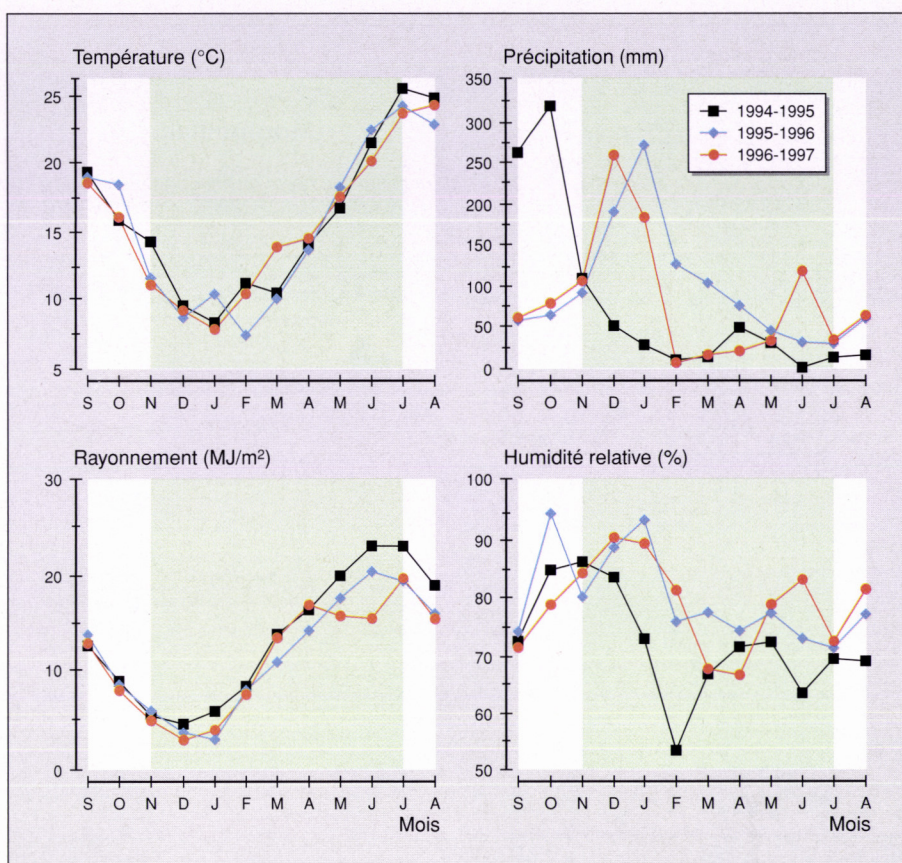 Température (°C)
25
20
15
10
5
S O N D J F M A M J J A
Précipitation (mm)
350
300
250
200
150
100
50
0
1994-1995
1995-1996
1996-1997
S O N D J F M A M J J A
Rayonnement (MJ/m²)
30
20
10
0
S O N D J F M A M J J A
Mois
Humidité relative (%)
100
90
80
70
60
50
S O N D J F M A M J J A
Mois